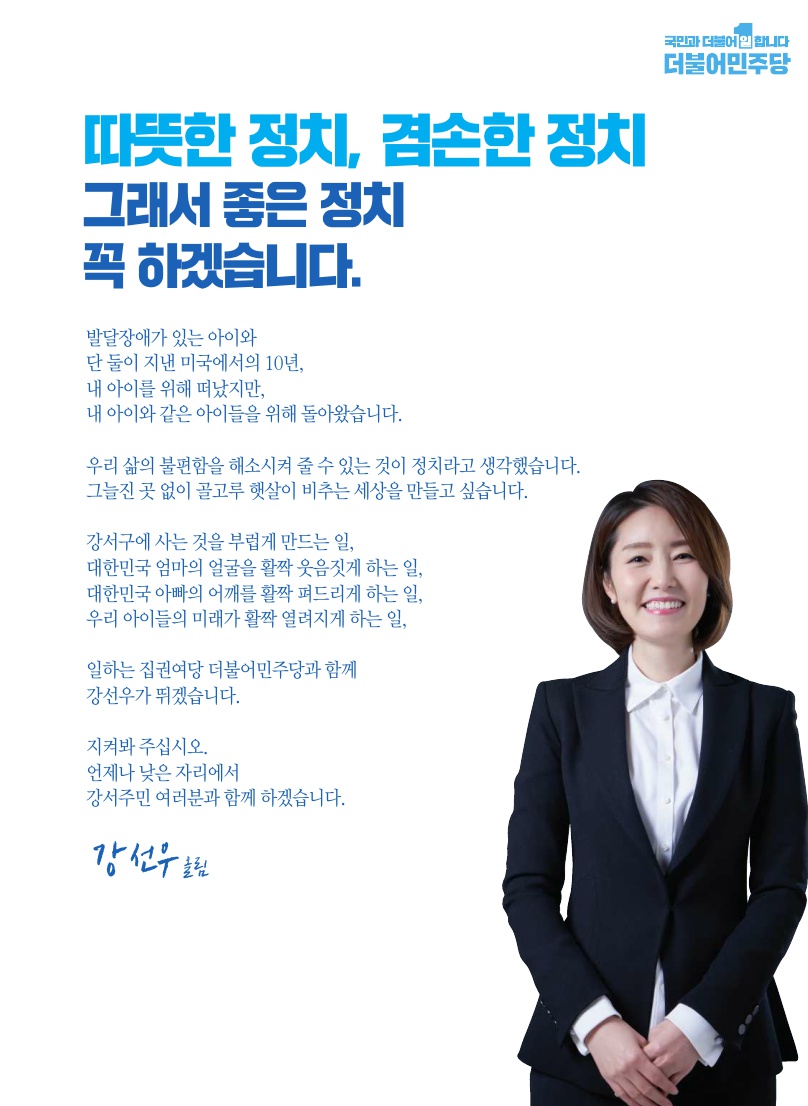 국민과 더불어 일 합니다
더불어민주당
따뜻한 정치, 겸손한 정치
그래서 좋은 정치
꼭 하겠습니다.
발달장애가 있는 아이와
단 둘이 지낸 미국에서의 10년,
내 아이를 위해 떠났지만,
내 아이와 같은 아이들을 위해 돌아왔습니다.
우리 삶의 불편함을 해소시켜 줄 수 있는 것이 정치라고 생각했습니다.
그늘진 곳 없이 골고루 햇살이 비추는 세상을 만들고 싶습니다.
강서구에 사는 것을 부럽게 만드는 일,
대한민국 엄마의 얼굴을 활짝 웃음짓게 하는 일,
대한민국 아빠의 어깨를 활짝 펴드리게 하는 일,
우리 아이들의 미래가 활짝 열려지게 하는 일,
일하는 집권여당 더불어민주당과 함께
강선우가 뛰겠습니다.
지켜봐 주십시오.
언제나 낮은 자리에서
강서주민 여러분과 함께 하겠습니다.
강선우 올림